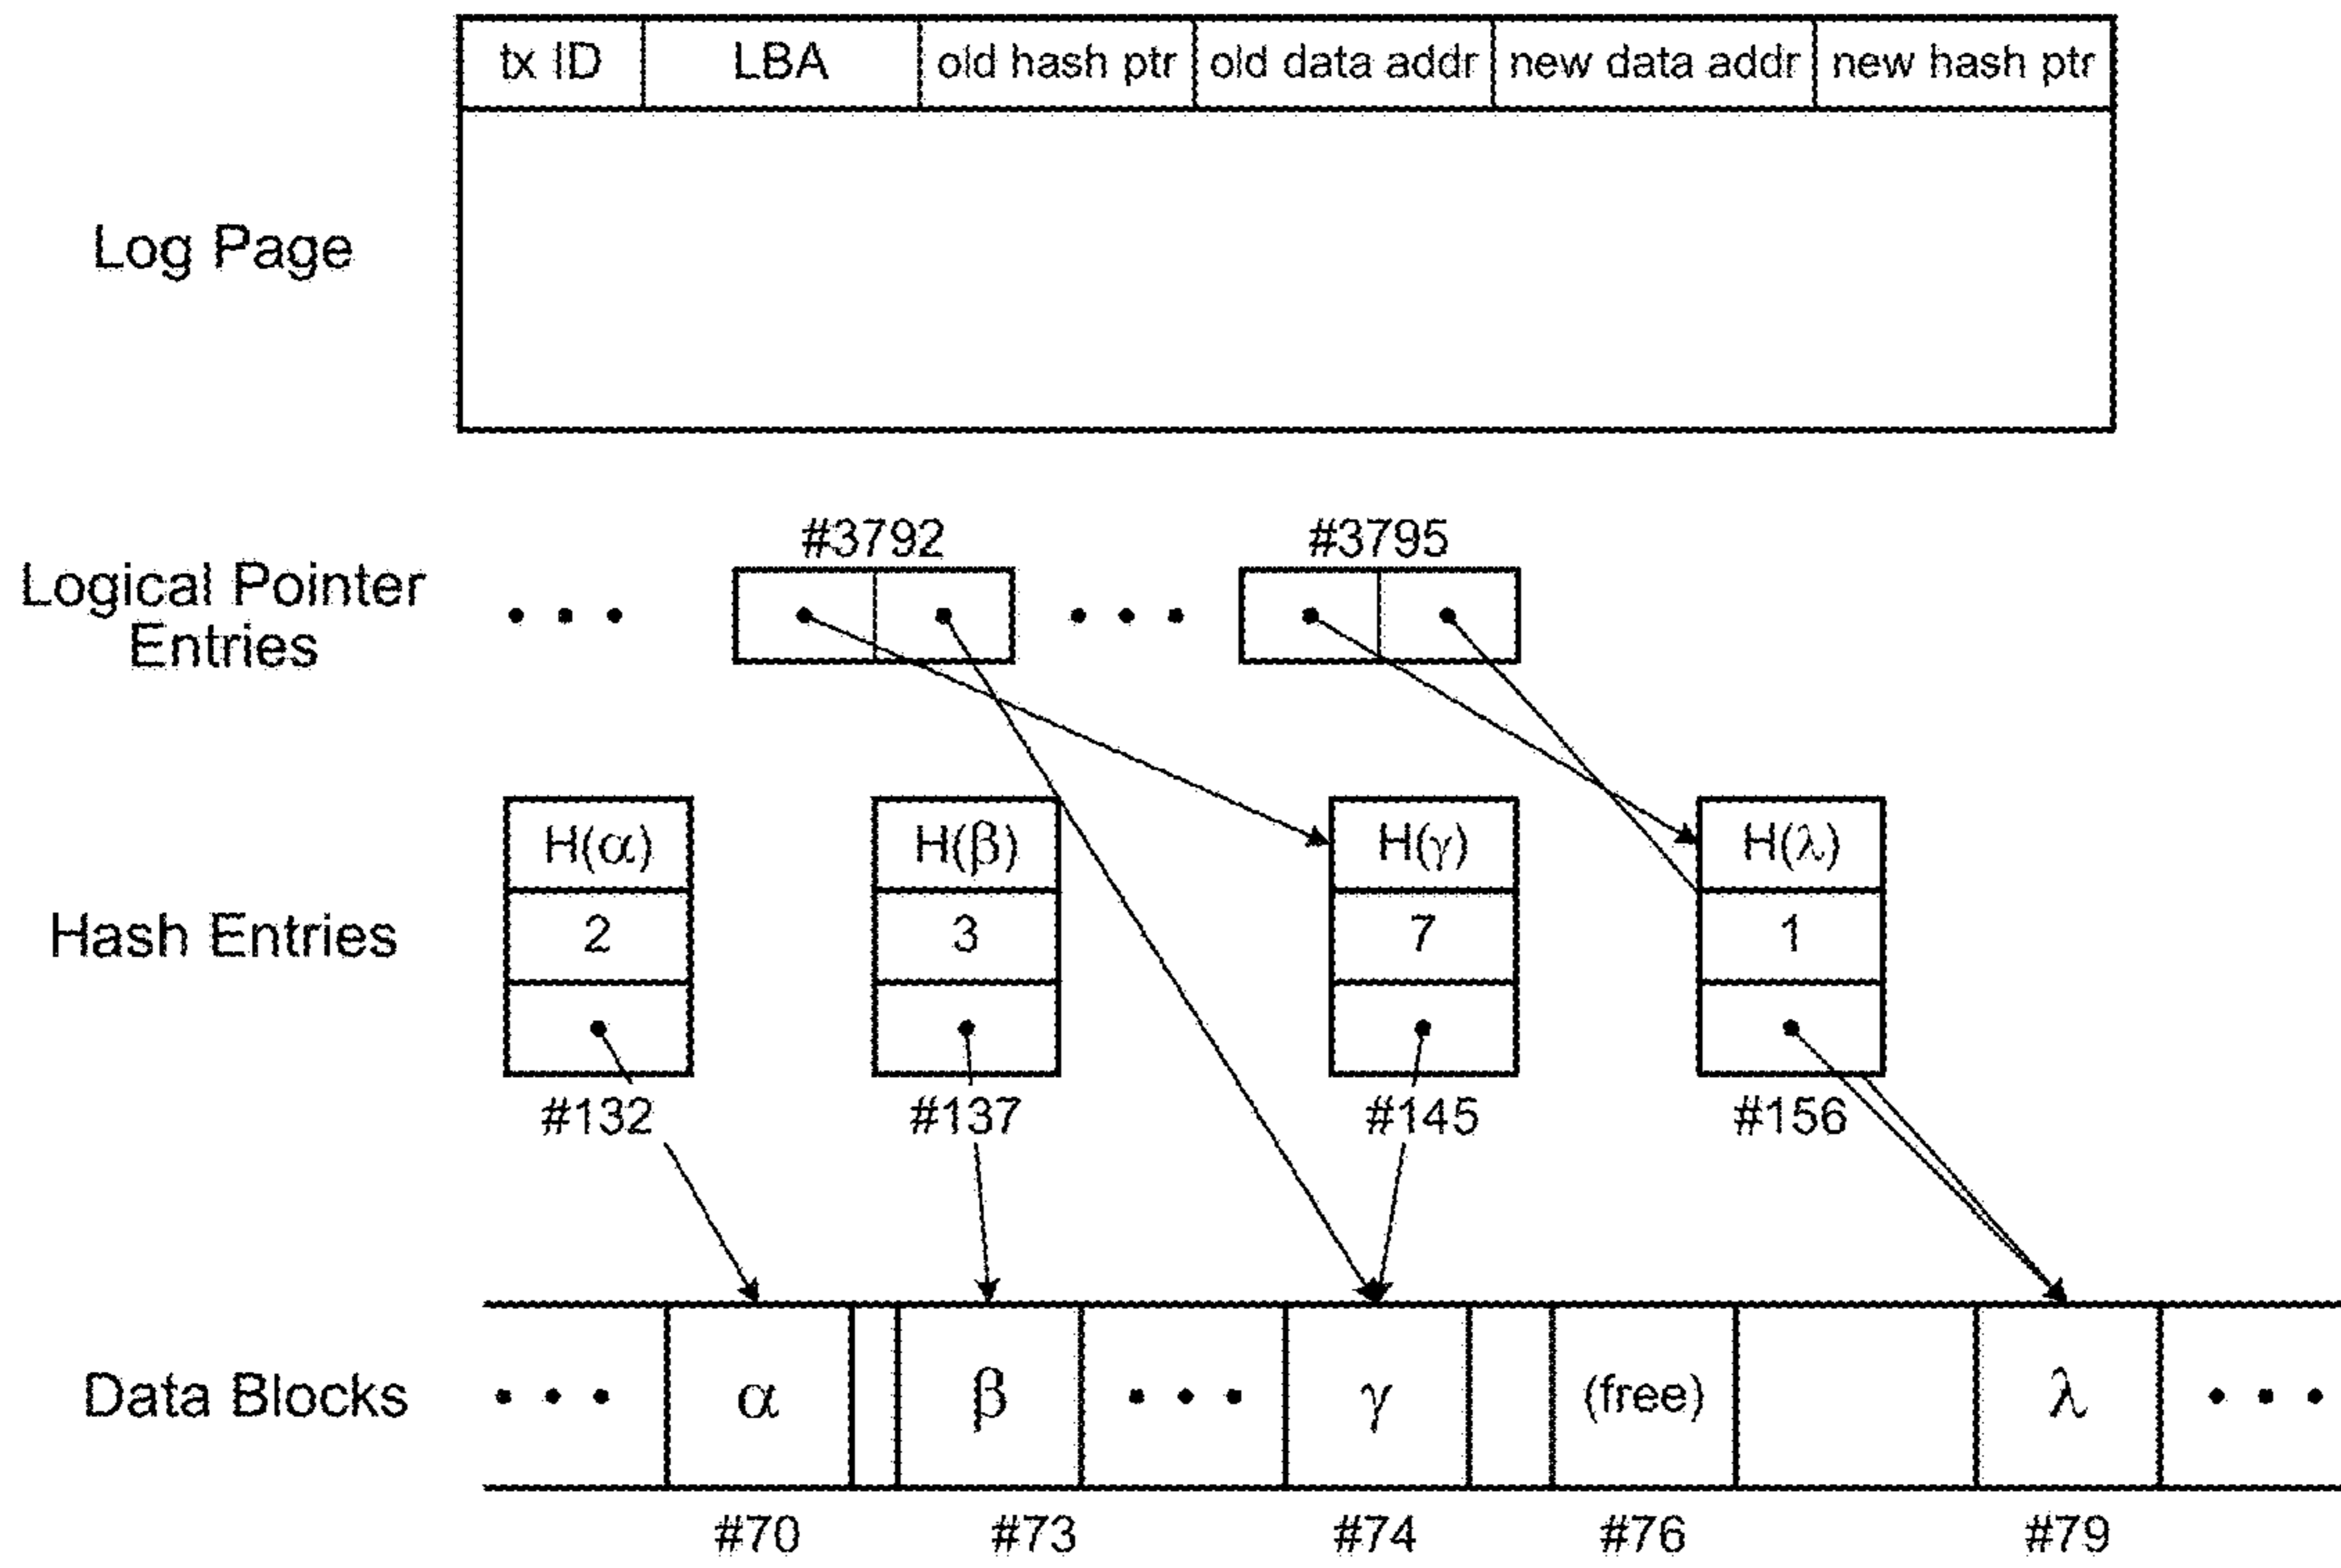 tx ID LBA old hash ptr old data addr new data addr new hash ptr
Log Page
#3792 #3795
Logical Pointer
Entries
H(α) H(β) H(γ) H(λ)
Hash Entries 2 3 7 1
#132 #137 #145 #156
Data Blocks α β γ (free) λ
#70 #73 #74 #76 #79